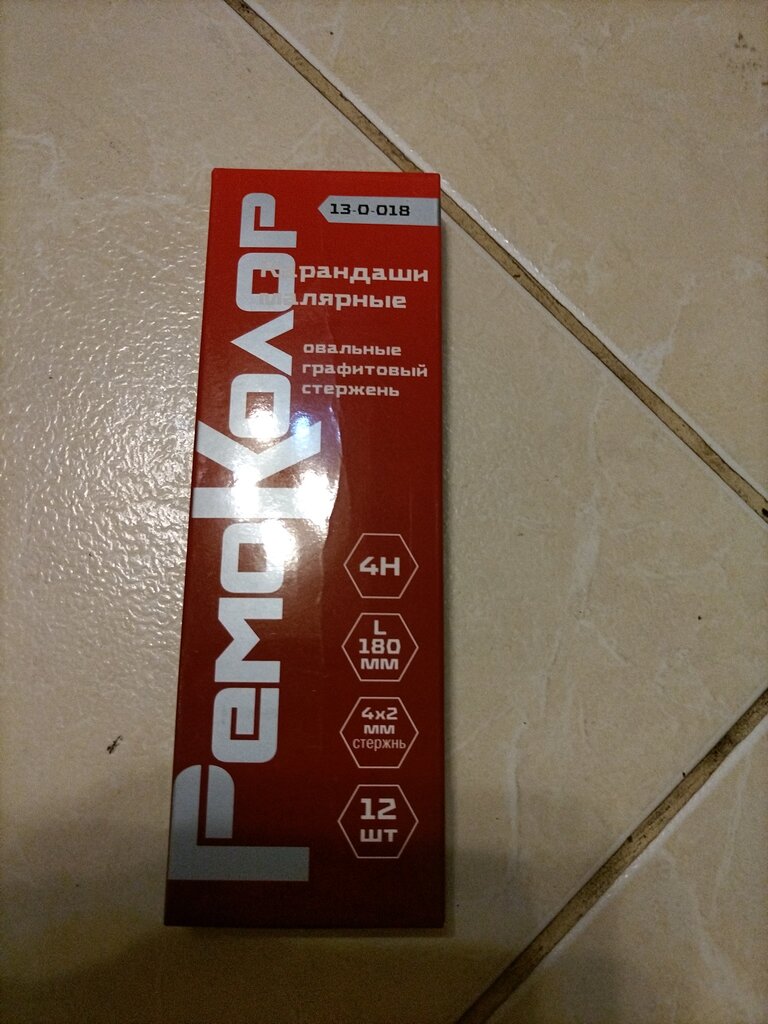 13-0-018
РемоКолор
карандаши
малярные
овальные
графитовый
стержень
4H
L
180
мм
4x2
мм
стержнь
12
шт